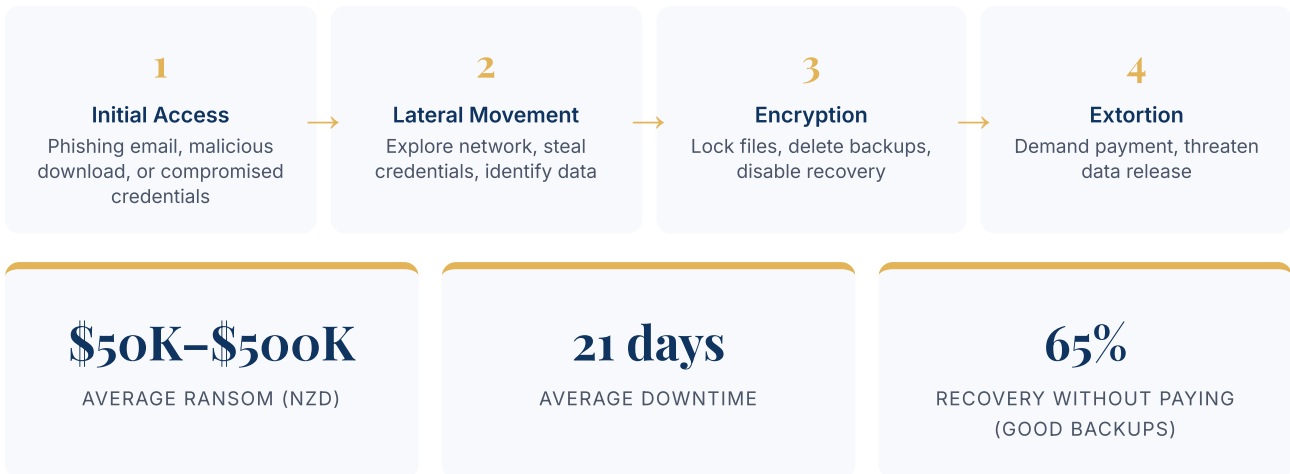 1
Initial Access
Phishing email, malicious
download, or compromised
credentials
→
2
Lateral Movement
Explore network, steal
credentials, identify data
→
3
Encryption
Lock files, delete backups,
disable recovery
→
4
Extortion
Demand payment, threaten
data release
$50K–$500K
AVERAGE RANSOM (NZD)
21 days
AVERAGE DOWNTIME
65%
RECOVERY WITHOUT PAYING
(GOOD BACKUPS)